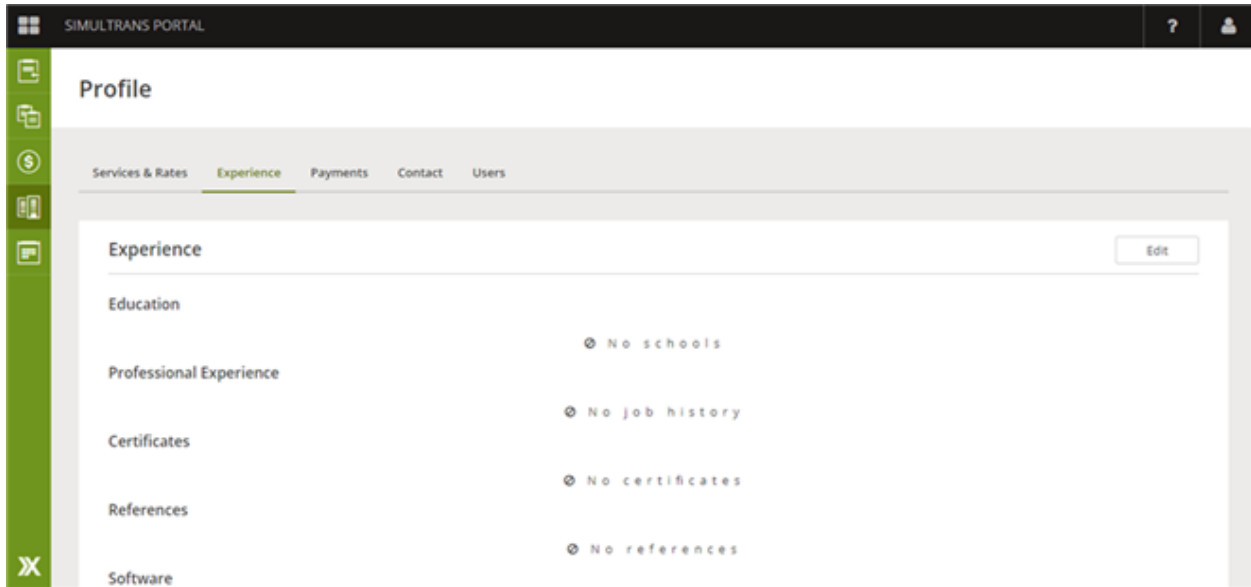 SIMULTRANS PORTAL ?
Profile
Services & Rates Experience Payments Contact Users
Experience Edit
Education
No schools
Professional Experience
No job history
Certificates
No certificates
References
No references
Software